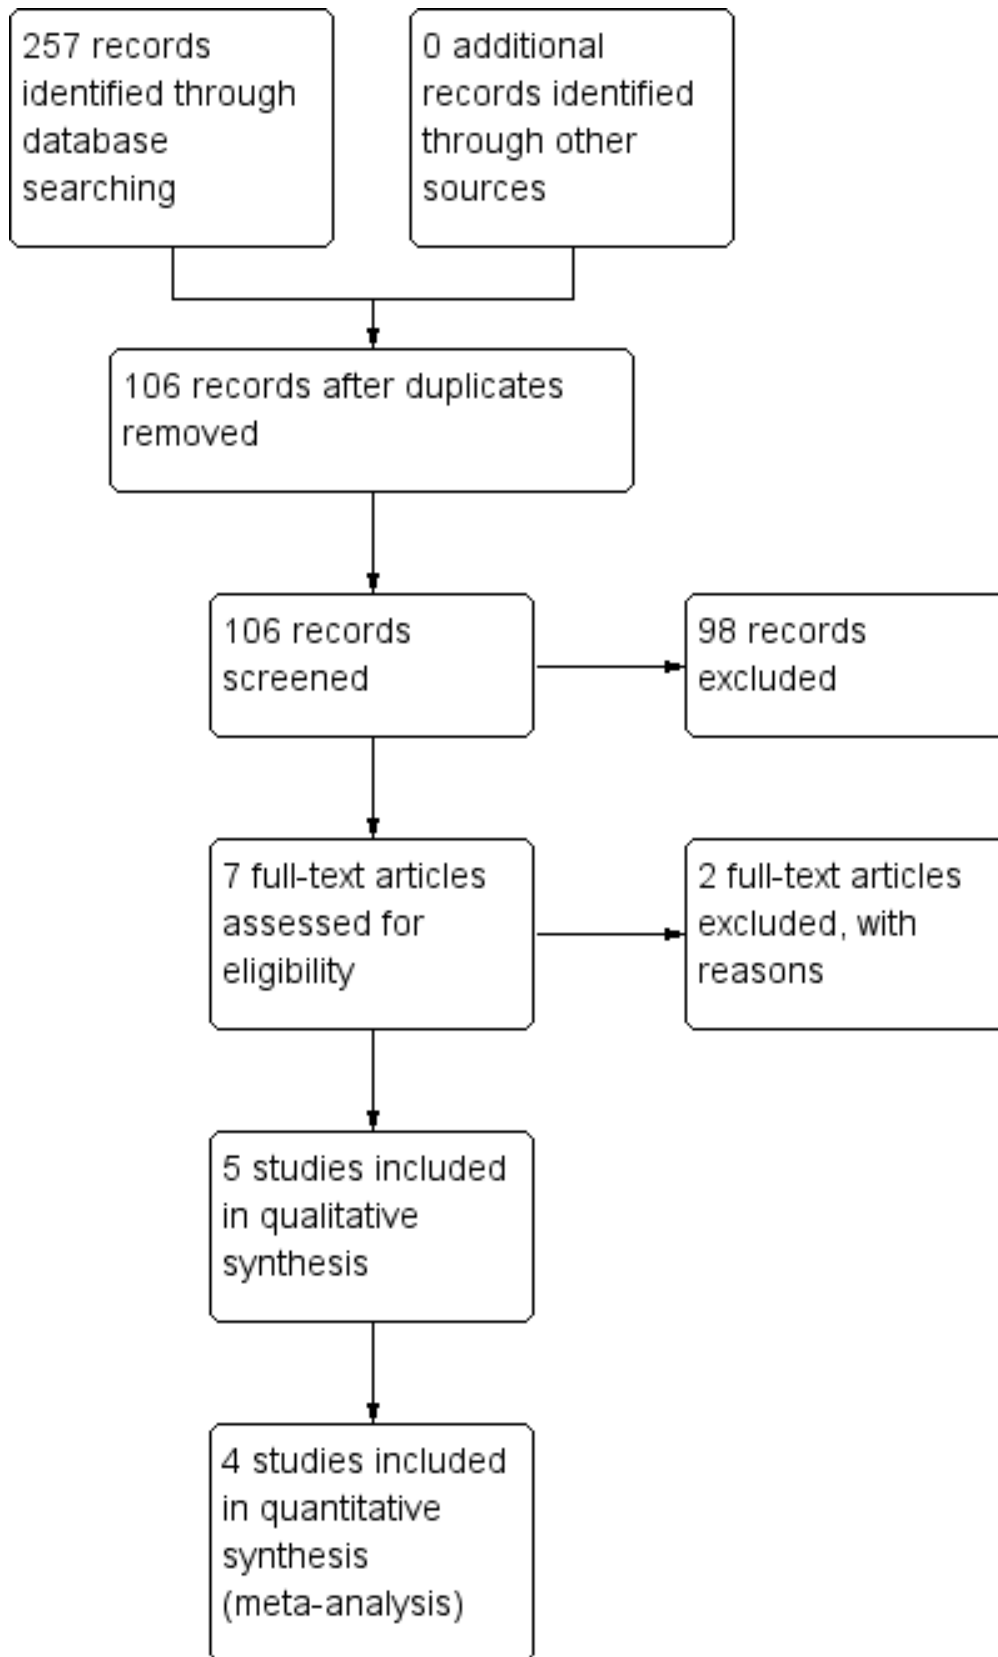 257 records
identified through
database
searching
0 additional
records identified
through other
sources
106 records after duplicates
removed
106 records
screened
98 records
excluded
7 full-text articles
assessed for
eligibility
2 full-text articles
excluded, with
reasons
5 studies included
in qualitative
synthesis
4 studies included
in quantitative
synthesis
(meta-analysis)